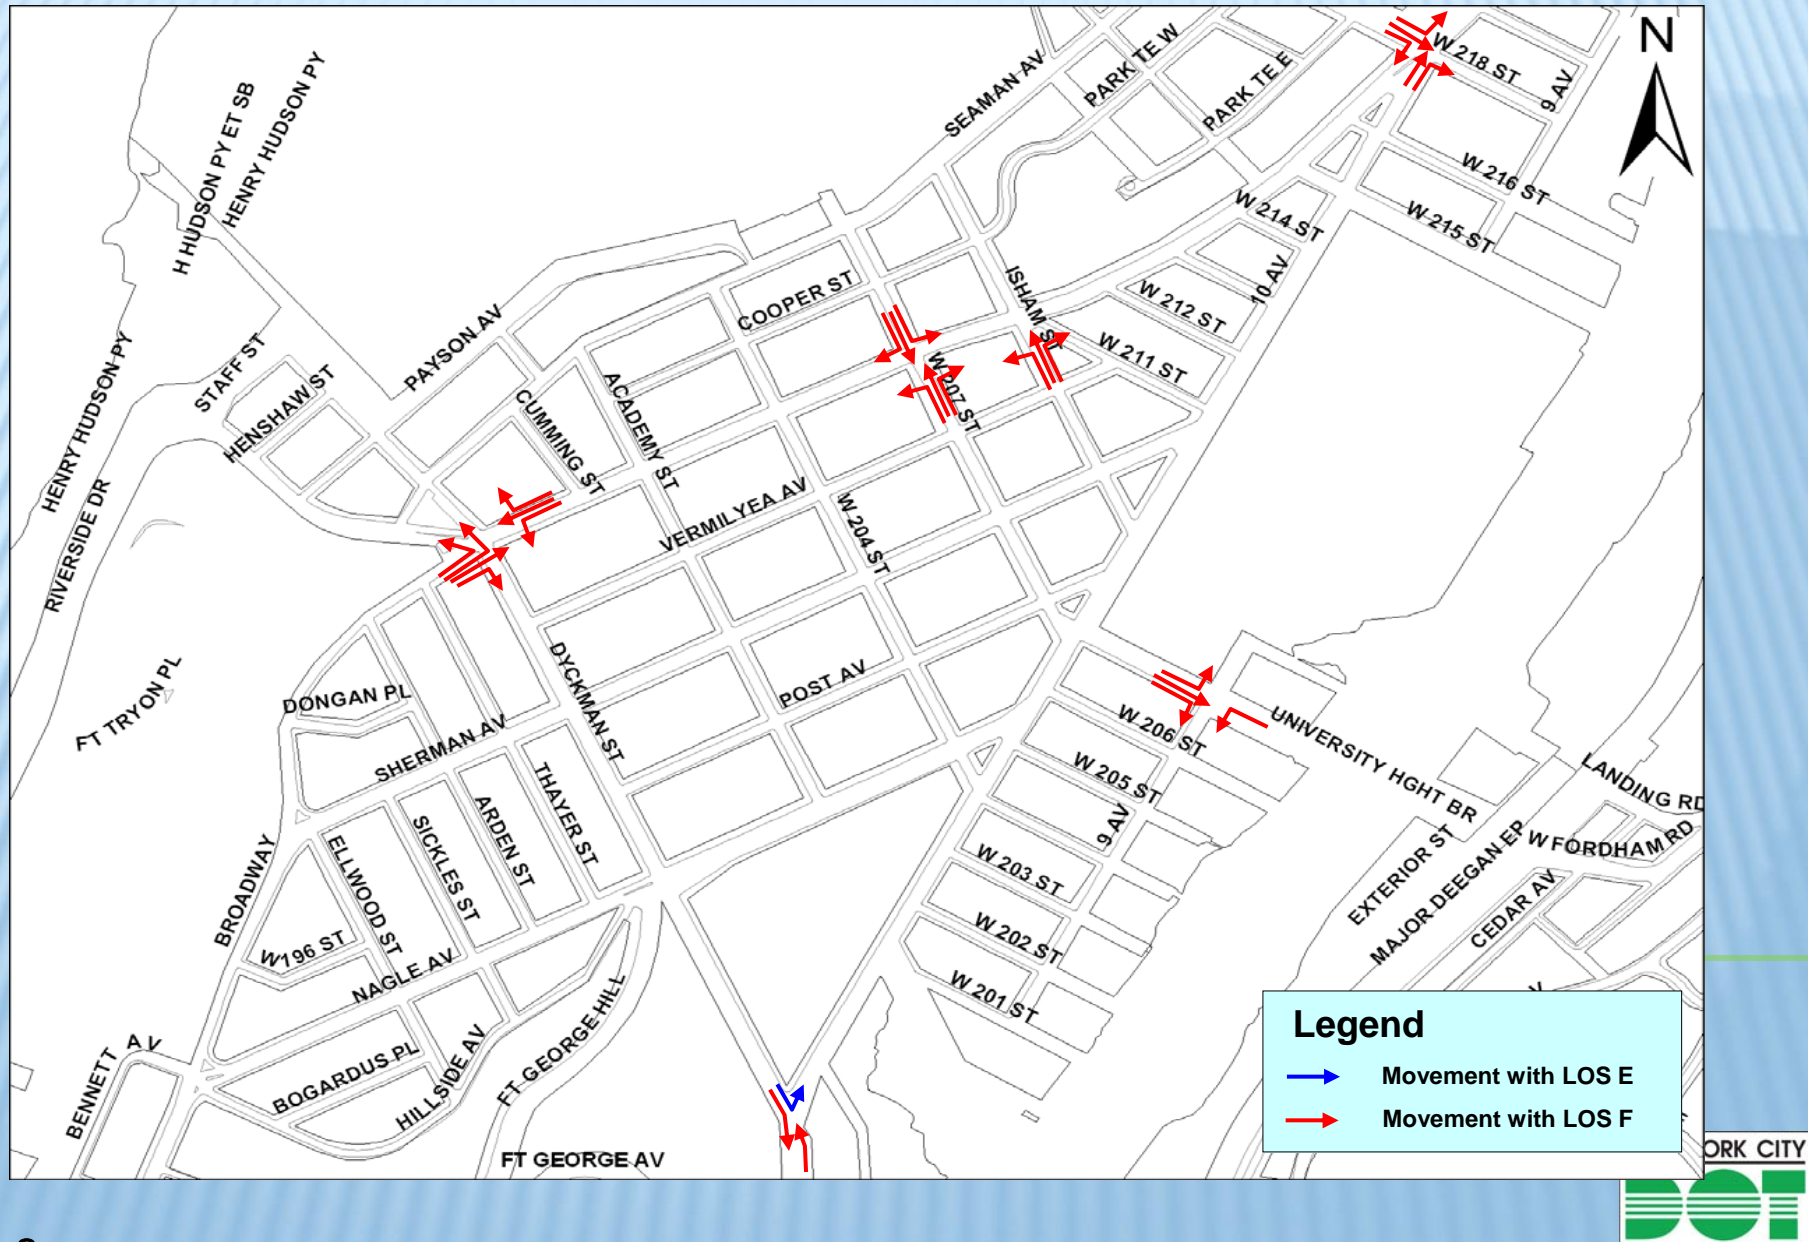 N
W 218 ST
9 AV
SEAMAN AV
PARK TE W
PARK TE E
H HUDSON PY ET SB
HENRY HUDSON PY
W 216 ST
W 215 ST
W 214 ST
10 AV
ISHAM ST
W 212 ST
W 211 ST
COOPER ST
PAYSON AV
STAFF ST
HENSHAW ST
HENRY HUDSON PY
RIVERSIDE DR
CUMMING ST
ACADEMY ST
W 207 ST
VERMILYEA AV
W 204 ST
FT TRYON PL
DONGAN PL
DYCKMAN ST
POST AV
SHERMAN AV
W 206 ST
UNIVERSITY HGHT BR
W 205 ST
9 AV
LANDING RD
W FORDHAM RD
EXTERIOR ST
MAJOR DEEGAN EP
CEDAR AV
THAYER ST
ARDEN ST
SICKLES ST
ELLWOOD ST
BROADWAY
W 203 ST
W 202 ST
W 201 ST
W196 ST
NAGLE AV
FT GEORGE HILL
HILLSIDE AV
BOGARDUS PL
BENNETT AV
FT GEORGE AV
Legend
Movement with LOS E
Movement with LOS F
ORK CITY
DOT